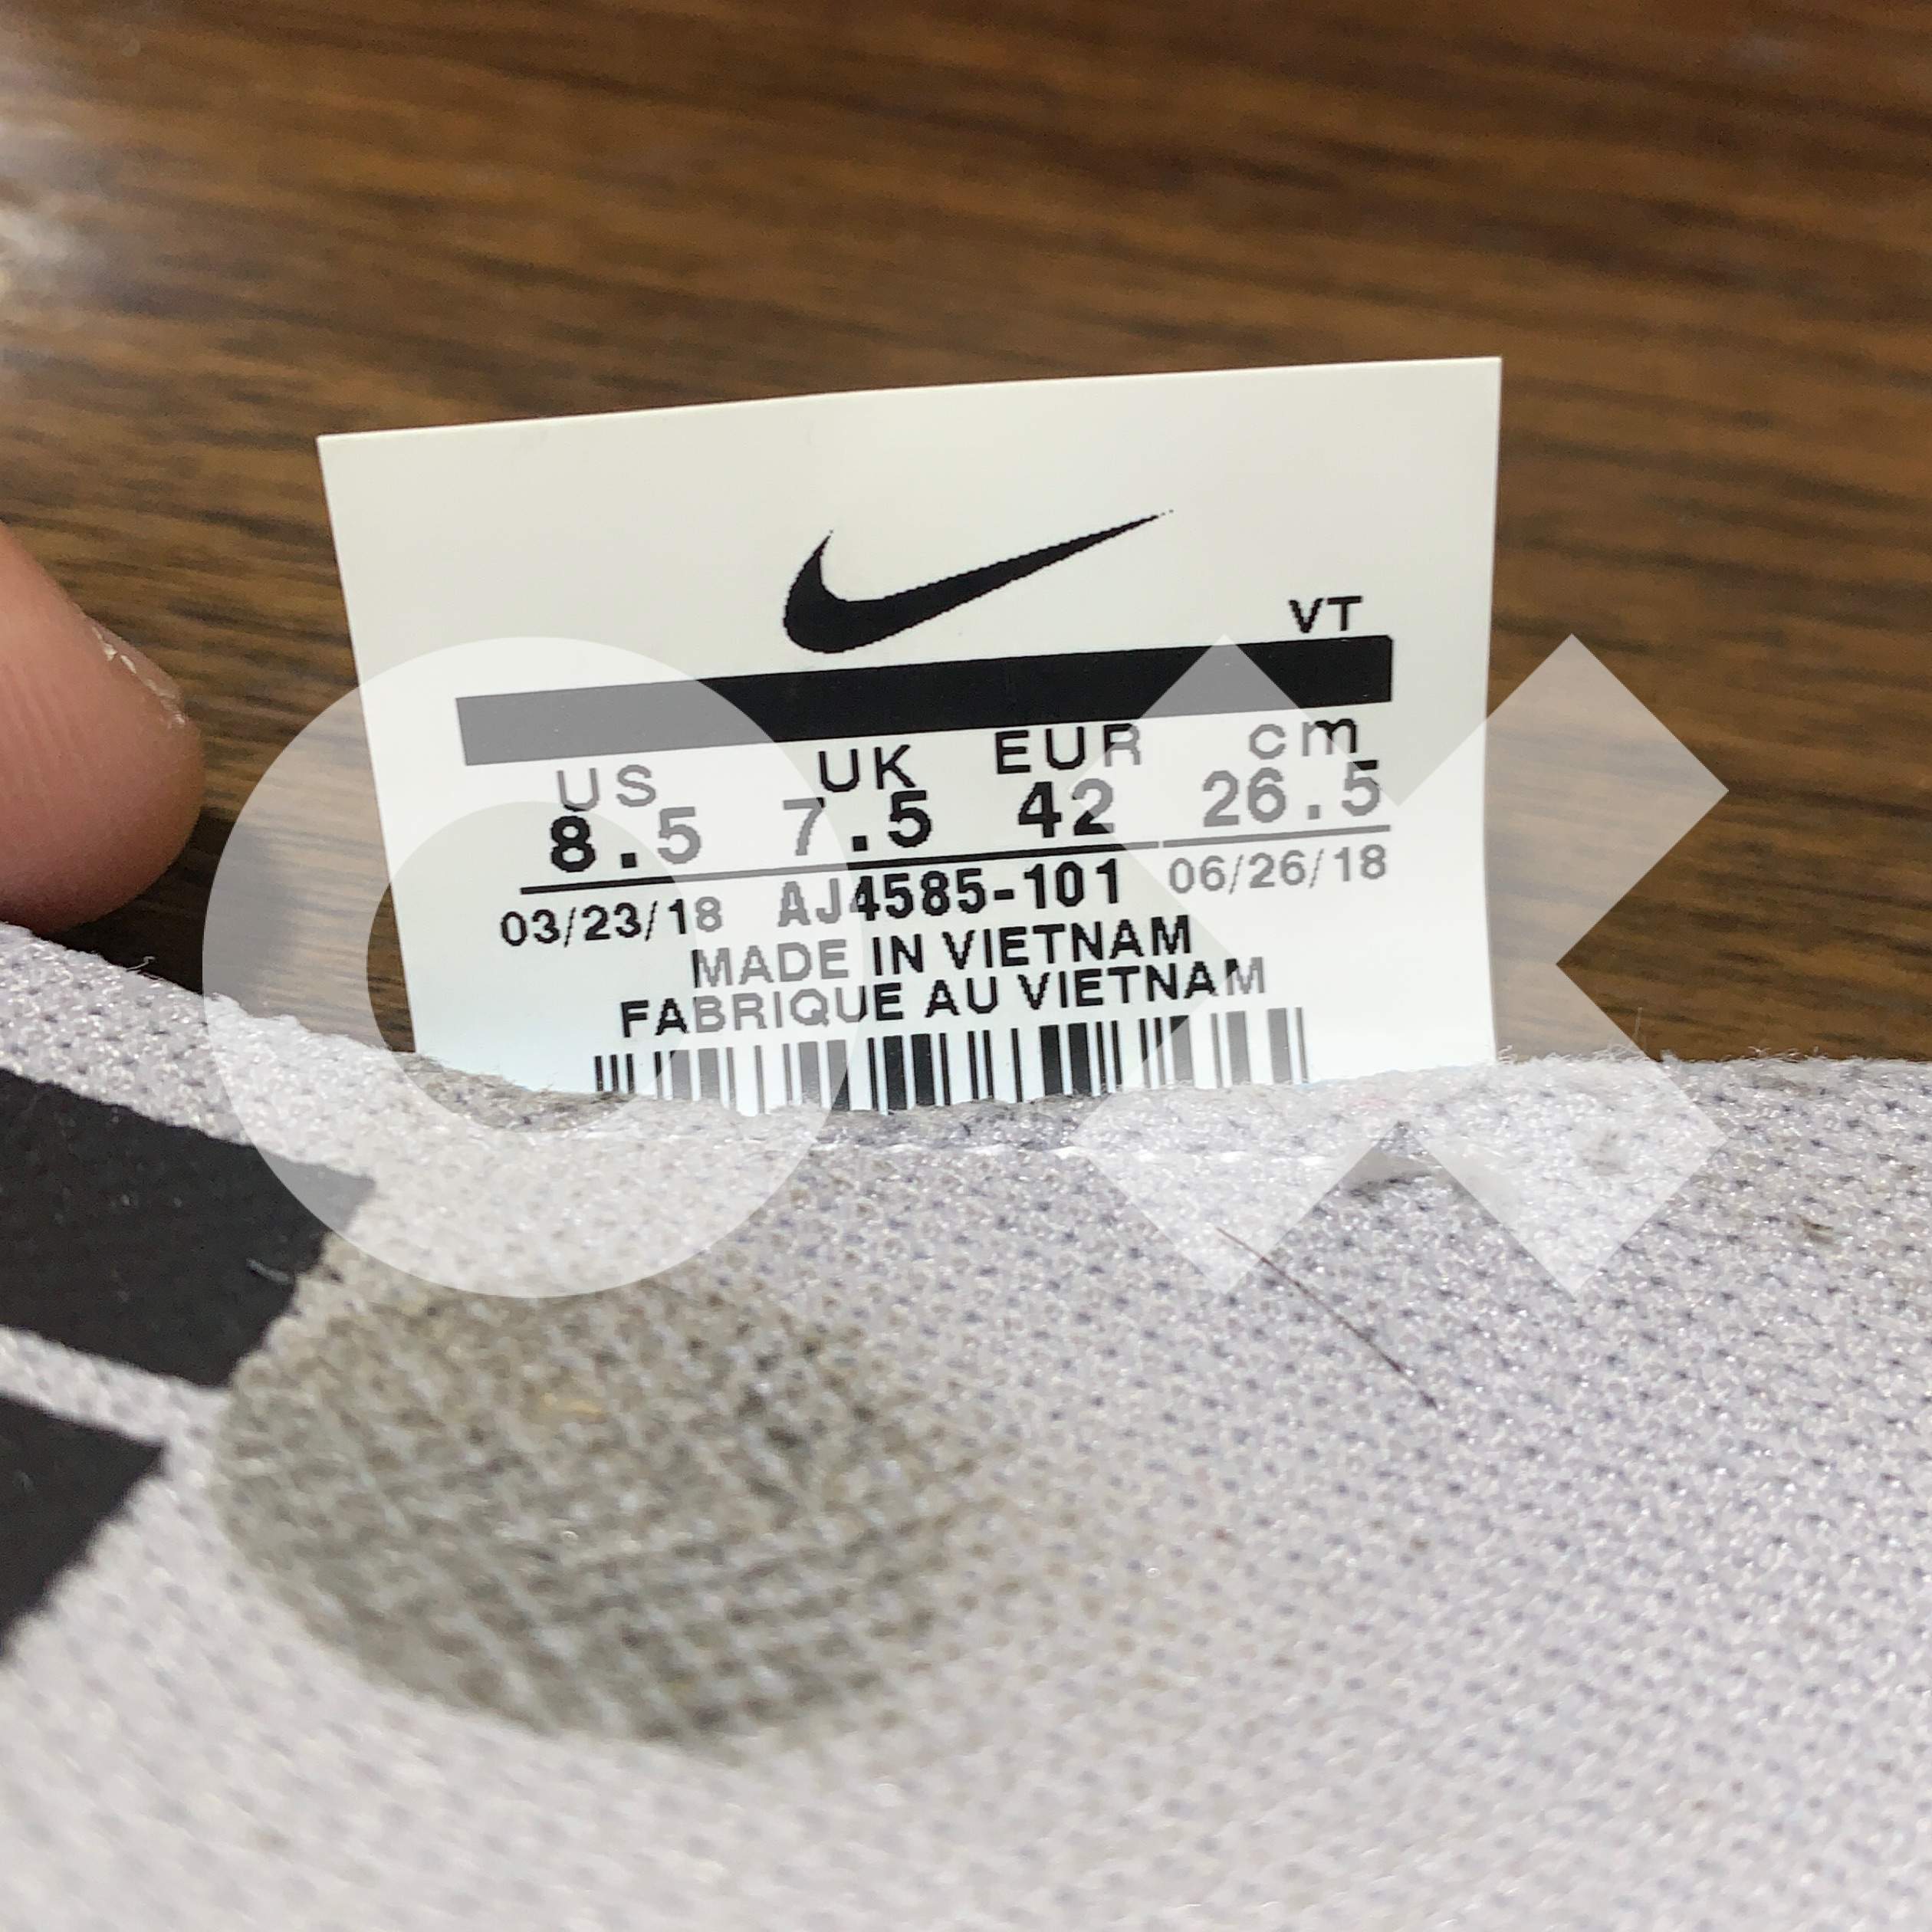 VT
US UK EUR cm
8.5 7.5 42 26.5
03/23/18 AJ4585-101 06/26/18
MADE IN VIETNAM
FABRIQUE AU VIETNAM